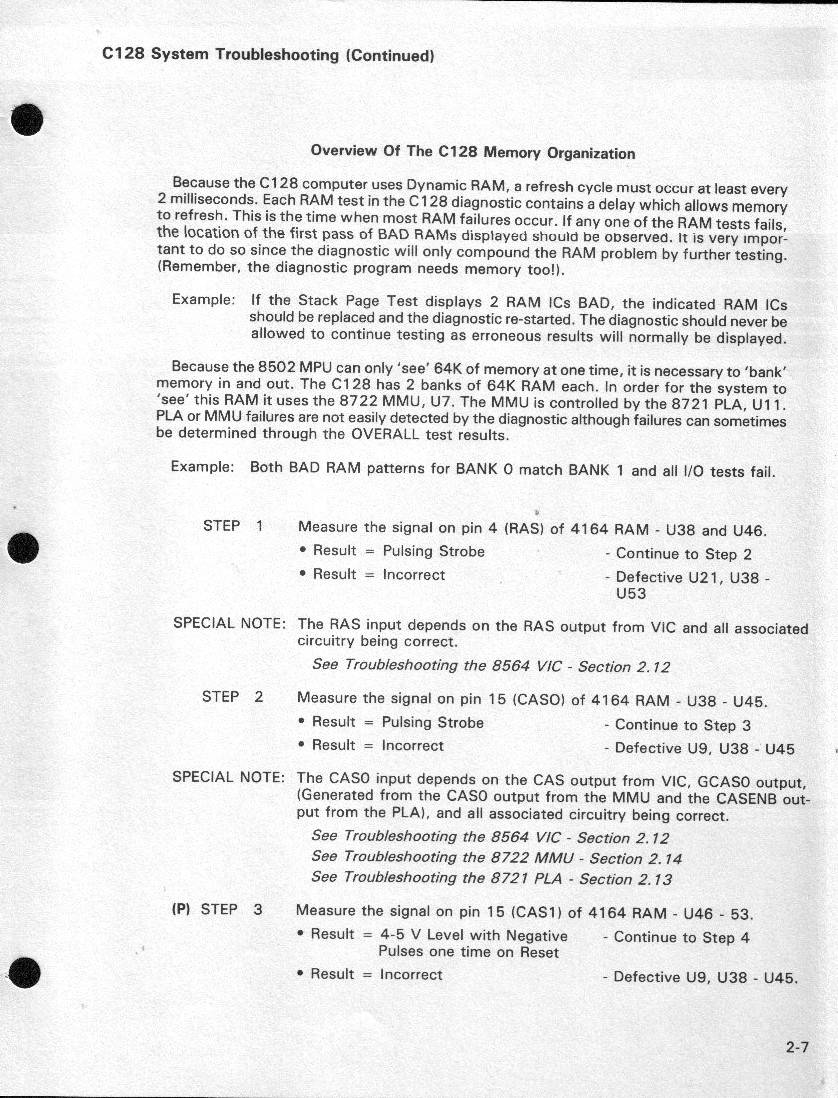 C128 System Troubleshooting (Continued)
Overview Of The C128 Memory Organization
Because the C128 computer uses Dynamic RAM, a refresh cycle must occur at least every
2 milliseconds. Each RAM test in the C128 diagnostic contains a delay which allows memory
to refresh. This is the time when most RAM failures occur. If any one of the RAM tests fails,
the location of the first pass of BAD RAMs displayed should be observed. It is very impor-
tant to do so since the diagnostic will only compound the RAM problem by further testing.
(Remember, the diagnostic program needs memory too!).
Example: If the Stack Page Test displays 2 RAM ICs BAD, the indicated RAM ICs
should be replaced and the diagnostic re-started. The diagnostic should never be
allowed to continue testing as erroneous results will normally be displayed.
Because the 8502 MPU can only 'see' 64K of memory at one time, it is necessary to 'bank'
memory in and out. The C128 has 2 banks of 64K RAM each. In order for the system to
'see' this RAM it uses the 8722 MMU, U7. The MMU is controlled by the 8721 PLA, U11.
PLA or MMU failures are not easily detected by the diagnostic although failures can sometimes
be determined through the OVERALL test results.
Example: Both BAD RAM patterns for BANK 0 match BANK 1 and all I/O tests fail.
STEP 1 Measure the signal on pin 4 (RAS) of 4164 RAM - U38 and U46.
• Result = Pulsing Strobe - Continue to Step 2
• Result = Incorrect - Defective U21, U38 -
U53
SPECIAL NOTE: The RAS input depends on the RAS output from VIC and all associated
circuitry being correct.
See Troubleshooting the 8564 VIC - Section 2.12
STEP 2 Measure the signal on pin 15 (CAS0) of 4164 RAM - U38 - U45.
• Result = Pulsing Strobe - Continue to Step 3
• Result = Incorrect - Defective U9, U38 - U45
SPECIAL NOTE: The CAS0 input depends on the CAS output from VIC, GCAS0 output,
(Generated from the CAS0 output from the MMU and the CASENB out-
put from the PLA), and all associated circuitry being correct.
See Troubleshooting the 8564 VIC - Section 2.12
See Troubleshooting the 8722 MMU - Section 2.14
See Troubleshooting the 8721 PLA - Section 2.13
(P) STEP 3 Measure the signal on pin 15 (CAS1) of 4164 RAM - U46 - 53.
• Result = 4-5 V Level with Negative - Continue to Step 4
Pulses one time on Reset
• Result = Incorrect - Defective U9, U38 - U45.
2-7